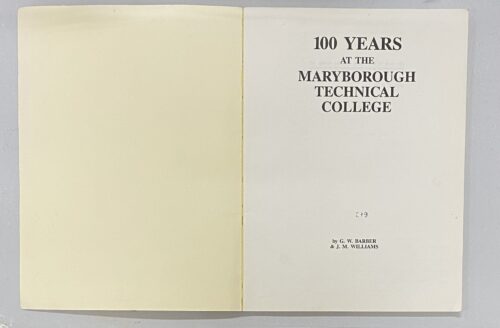 100 YEARS
AT THE
MARYBOROUGH
TECHNICAL
COLLEGE
by G. W. BARBER
& J. M. WILLIAMS